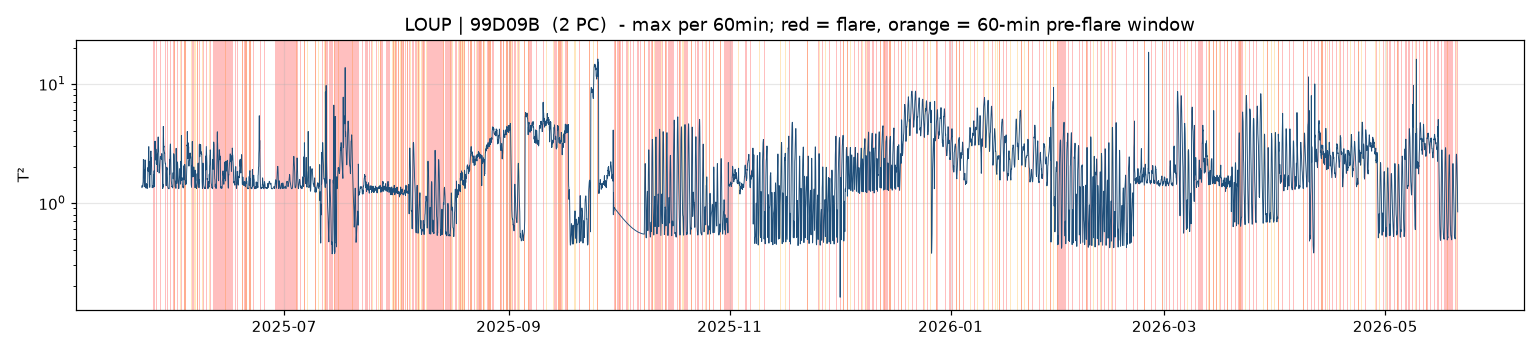 LOUP | 99D09B  (2 PC)  - max per 60min; red = flare, orange = 60-min pre-flare window
T²
10¹
10⁰
2025-07 2025-09 2025-11 2026-01 2026-03 2026-05